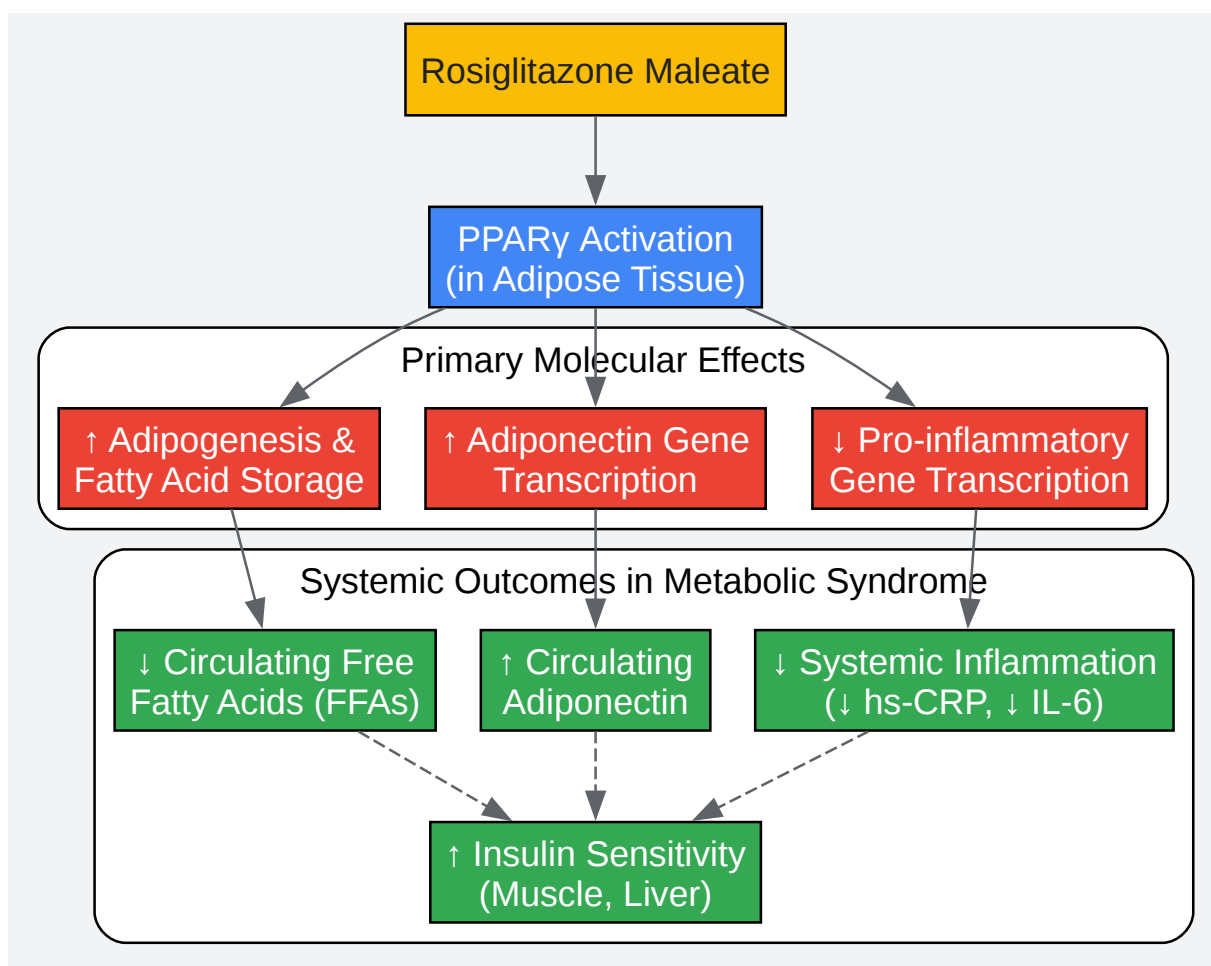 Rosiglitazone Maleate
PPARγ Activation
(in Adipose Tissue)
Primary Molecular Effects
↑ Adipogenesis &
Fatty Acid Storage
↑ Adiponectin Gene
Transcription
↓ Pro-inflammatory
Gene Transcription
Systemic Outcomes in Metabolic Syndrome
↓ Circulating Free
Fatty Acids (FFAs)
↑ Circulating
Adiponectin
↓ Systemic Inflammation
(↓ hs-CRP, ↓ IL-6)
↑ Insulin Sensitivity
(Muscle, Liver)